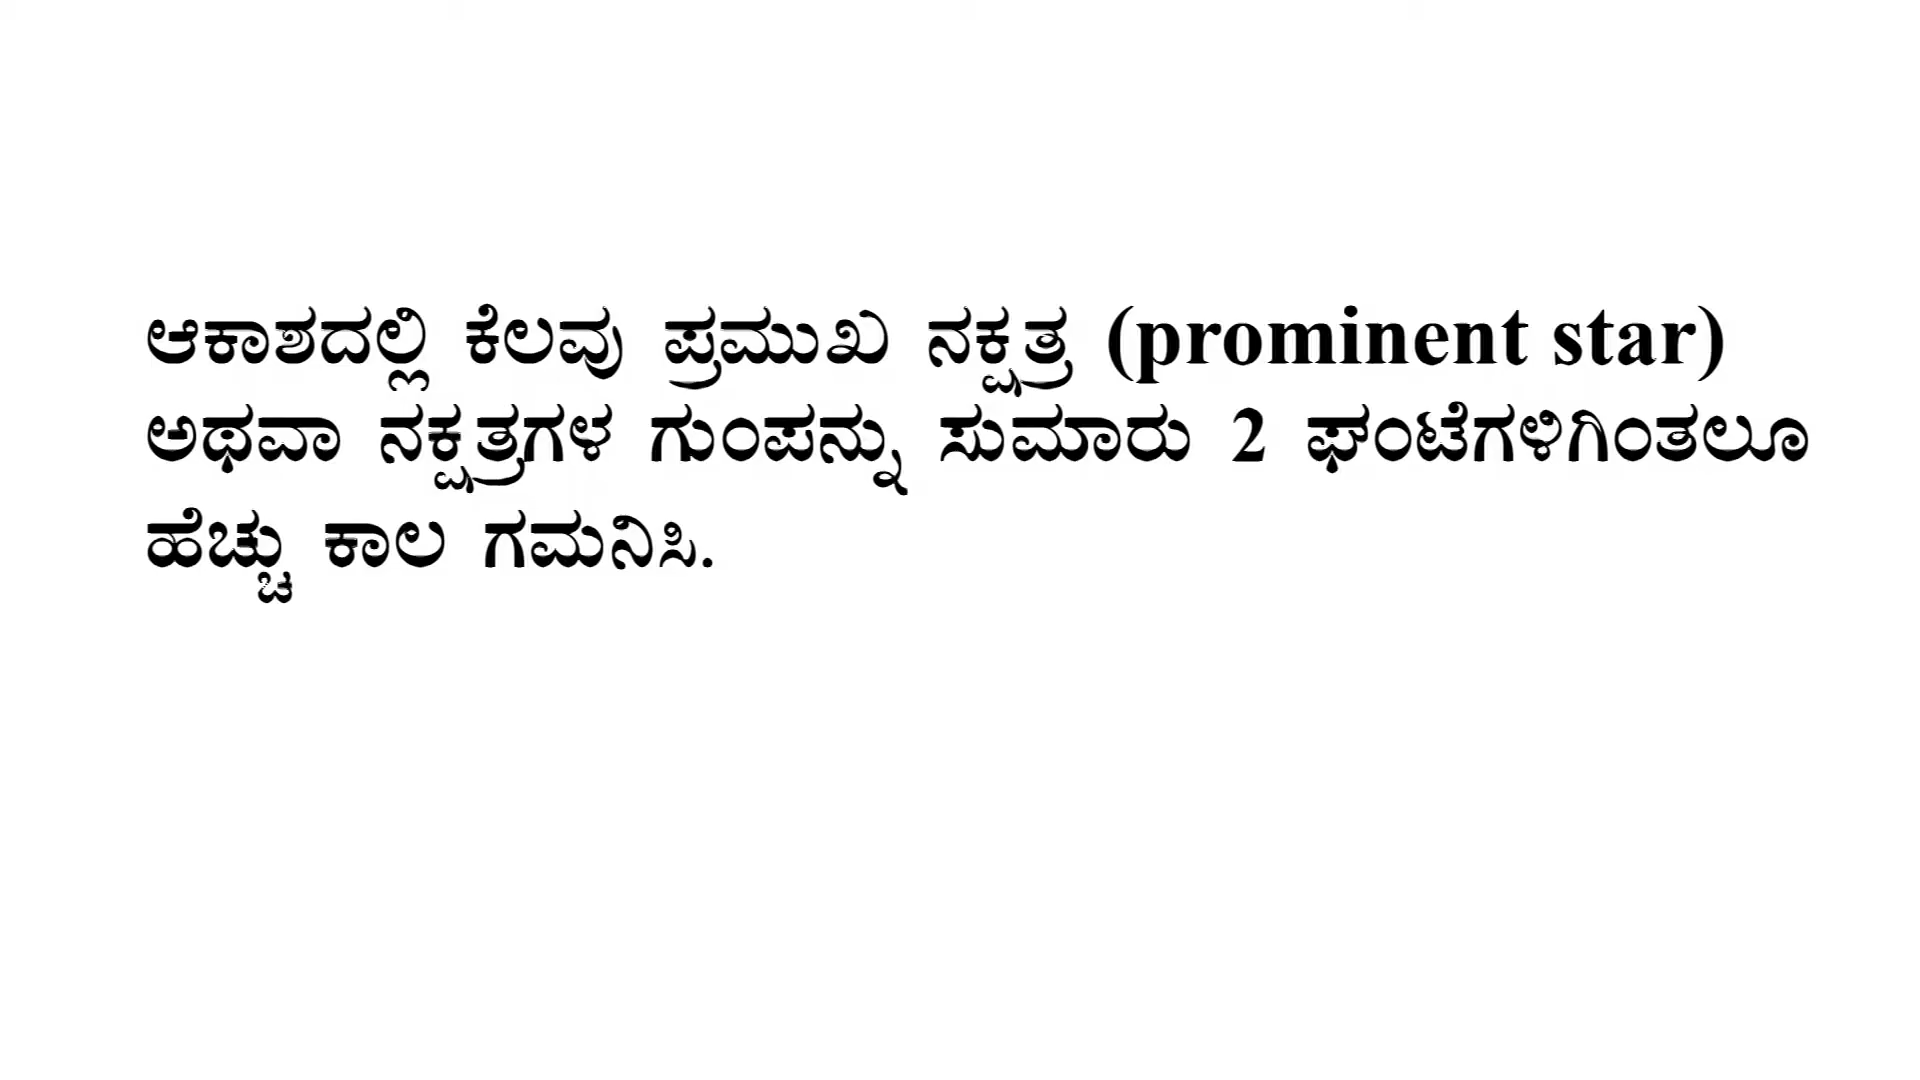 ಆಕಾಶದಲ್ಲಿ ಕೆಲವು ಪ್ರಮುಖ ನಕ್ಷತ್ರ (prominent star)
ಅಥವಾ ನಕ್ಷತ್ರಗಳ ಗುಂಪನ್ನು ಸುಮಾರು 2 ಘಂಟೆಗಳಿಗಿಂತಲೂ
ಹೆಚ್ಚು ಕಾಲ ಗಮನಿಸಿ.